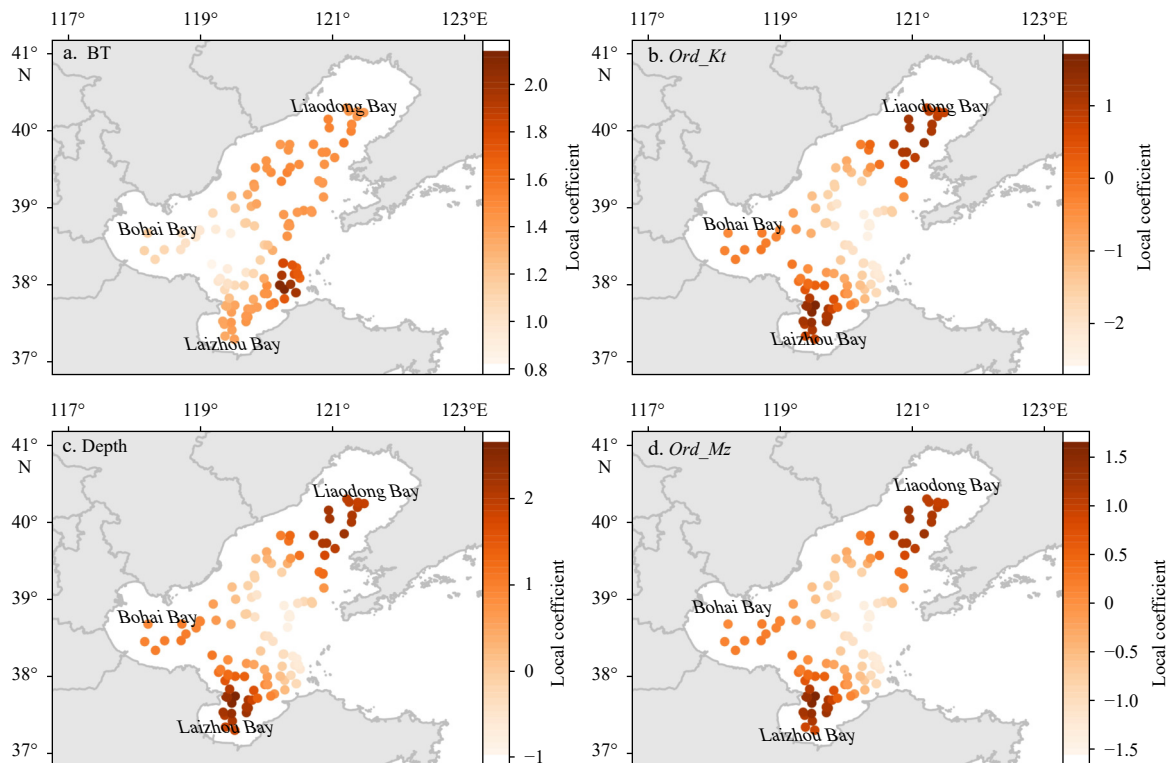 117° 119° 121° 123°E
117° 119° 121° 123°E
41°
N
40°
39°
38°
37°
a. BT
Liaodong Bay
Bohai Bay
Laizhou Bay
2.0
1.8
1.6
1.4
1.2
1.0
0.8
Local coefficient
41°
N
40°
39°
38°
37°
b. Ord_Kt
Liaodong Bay
Bohai Bay
Laizhou Bay
1
0
−1
−2
Local coefficient
117° 119° 121° 123°E
117° 119° 121° 123°E
41°
N
40°
39°
38°
37°
c. Depth
Liaodong Bay
Bohai Bay
Laizhou Bay
2
1
0
−1
Local coefficient
41°
N
40°
39°
38°
37°
d. Ord_Mz
Liaodong Bay
Bohai Bay
Laizhou Bay
1.5
1.0
0.5
0
−0.5
−1.0
−1.5
Local coefficient